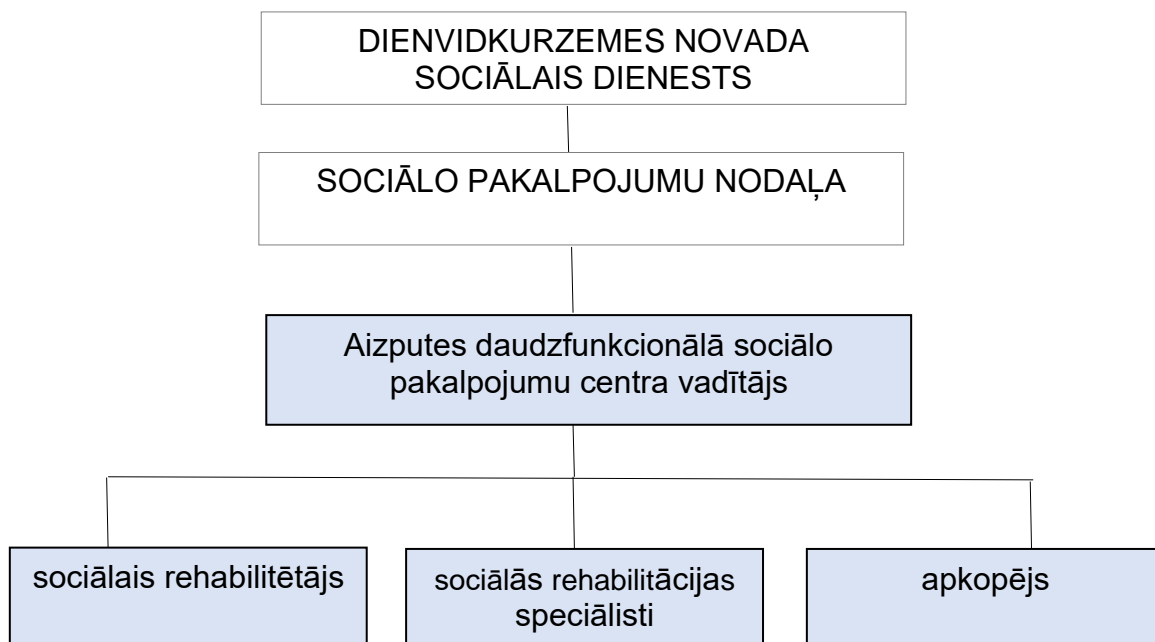 DIENVIDKURZEMES NOVADA
SOCIĀLAIS DIENESTS
SOCIĀLO PAKALPOJUMU NODAĻA
Aizputes daudzfunkcionālā sociālo
pakalpojumu centra vadītājs
sociālais rehabilitētājs
sociālās rehabilitācijas
speciālisti
apkopējs